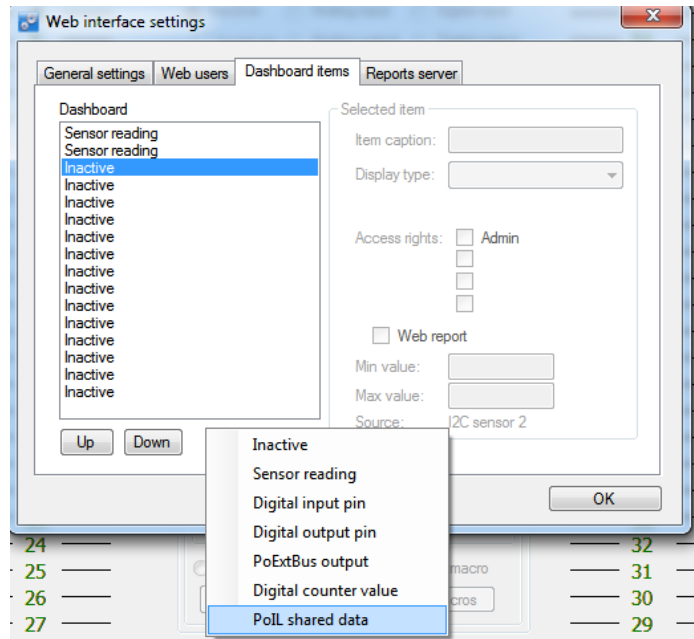 Web interface settings
x
General settings Web users Dashboard items Reports server
Dashboard
Selected item
Sensor reading
Sensor reading
Inactive
Inactive
Inactive
Inactive
Inactive
Inactive
Inactive
Inactive
Inactive
Inactive
Inactive
Inactive
Inactive
Inactive
Item caption:
Display type:
Access rights: Admin
Web report
Min value:
Max value:
Source: I2C sensor 2
Up Down
Inactive
Sensor reading
Digital input pin
Digital output pin
PoExtBus output
Digital counter value
PoIL shared data
OK
24 32
25 macro 31
26 cros 30
27 29